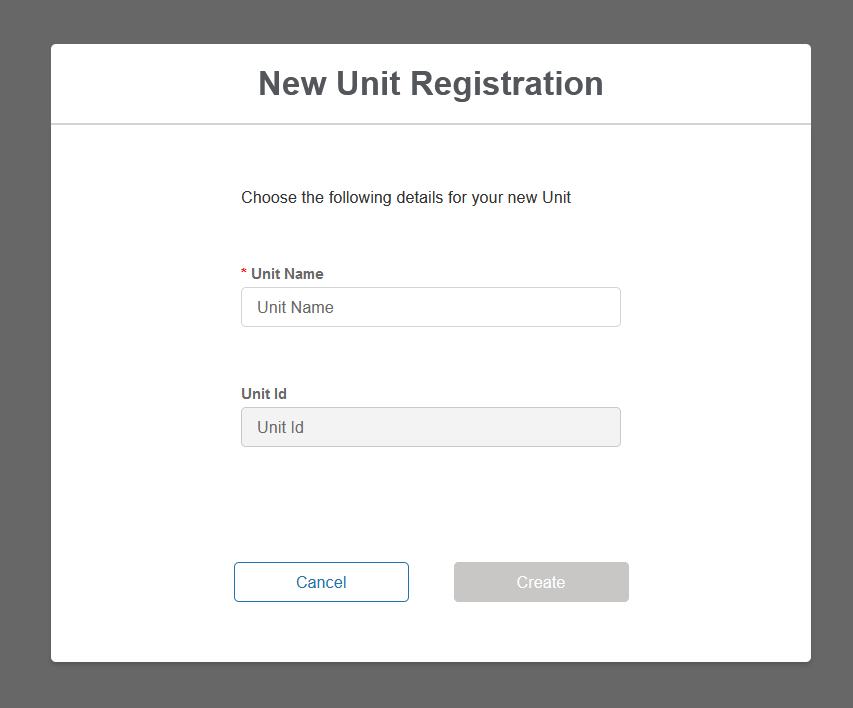 New Unit Registration
Choose the following details for your new Unit
* Unit Name
Unit Name
Unit Id
Unit Id
Cancel
Create